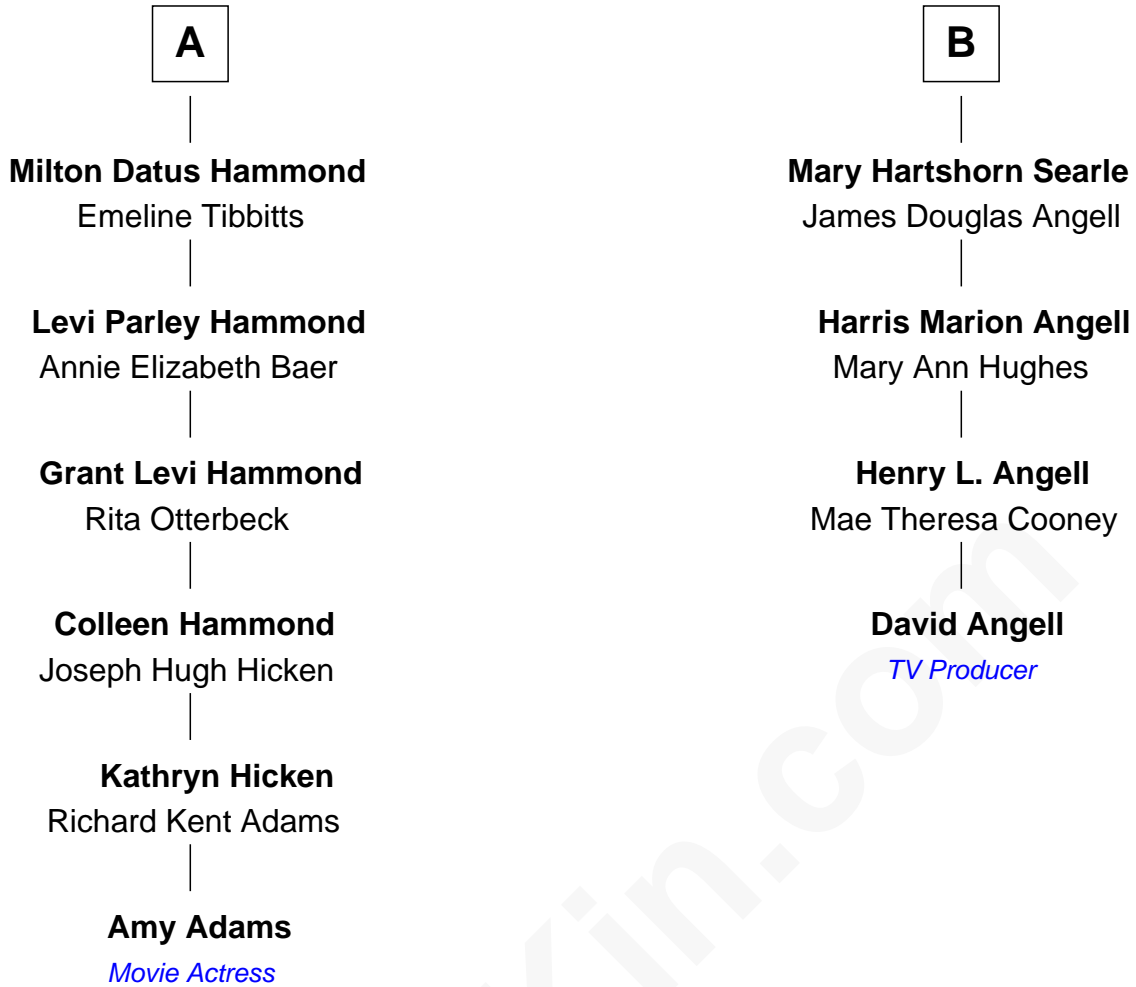 A
B
Milton Datus Hammond
Emeline Tibbitts
Mary Hartshorn Searle
James Douglas Angell
Levi Parley Hammond
Annie Elizabeth Baer
Harris Marion Angell
Mary Ann Hughes
Grant Levi Hammond
Rita Otterbeck
Henry L. Angell
Mae Theresa Cooney
Colleen Hammond
Joseph Hugh Hicken
David Angell
TV Producer
Kathryn Hicken
Richard Kent Adams
Amy Adams
Movie Actress
Kin.com